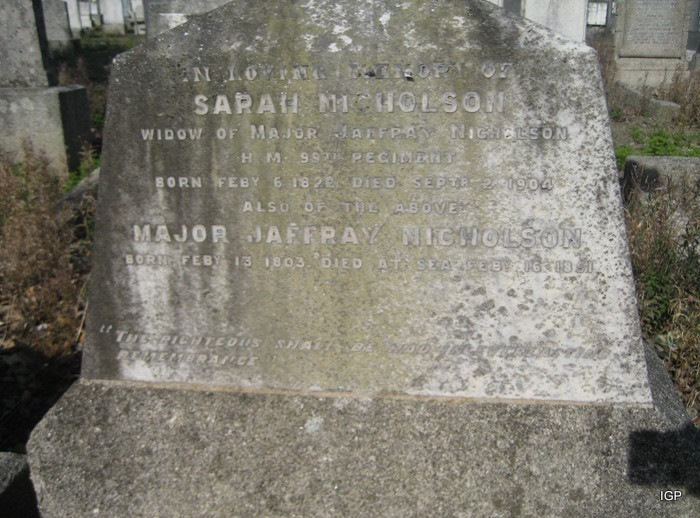 IN LOVING MEMORY OF
SARAH NICHOLSON
WIDOW OF MAJOR JAFFRAY NICHOLSON
H.M. 99TH REGIMENT
BORN FEBY 6 1822 DIED SEPTR 2 1904
ALSO OF THE ABOVE
MAJOR JAFFRAY NICHOLSON
BORN FEBY 13 1803. DIED AT SEA FEBY 16 1851
"THE RIGHTEOUS SHALL BE
REMEMBRANCE"
IGP